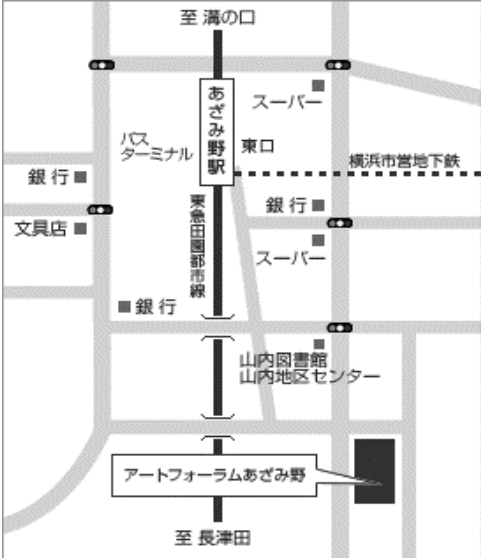 至 溝の口
スーパー
あざみ野駅
バス
ターミナル
東口
横浜市営地下鉄
銀 行
東急田園都市線
銀 行
文具店
スーパー
銀 行
山内図書館
山内地区センター
アートフォーラムあざみ野
至 長津田